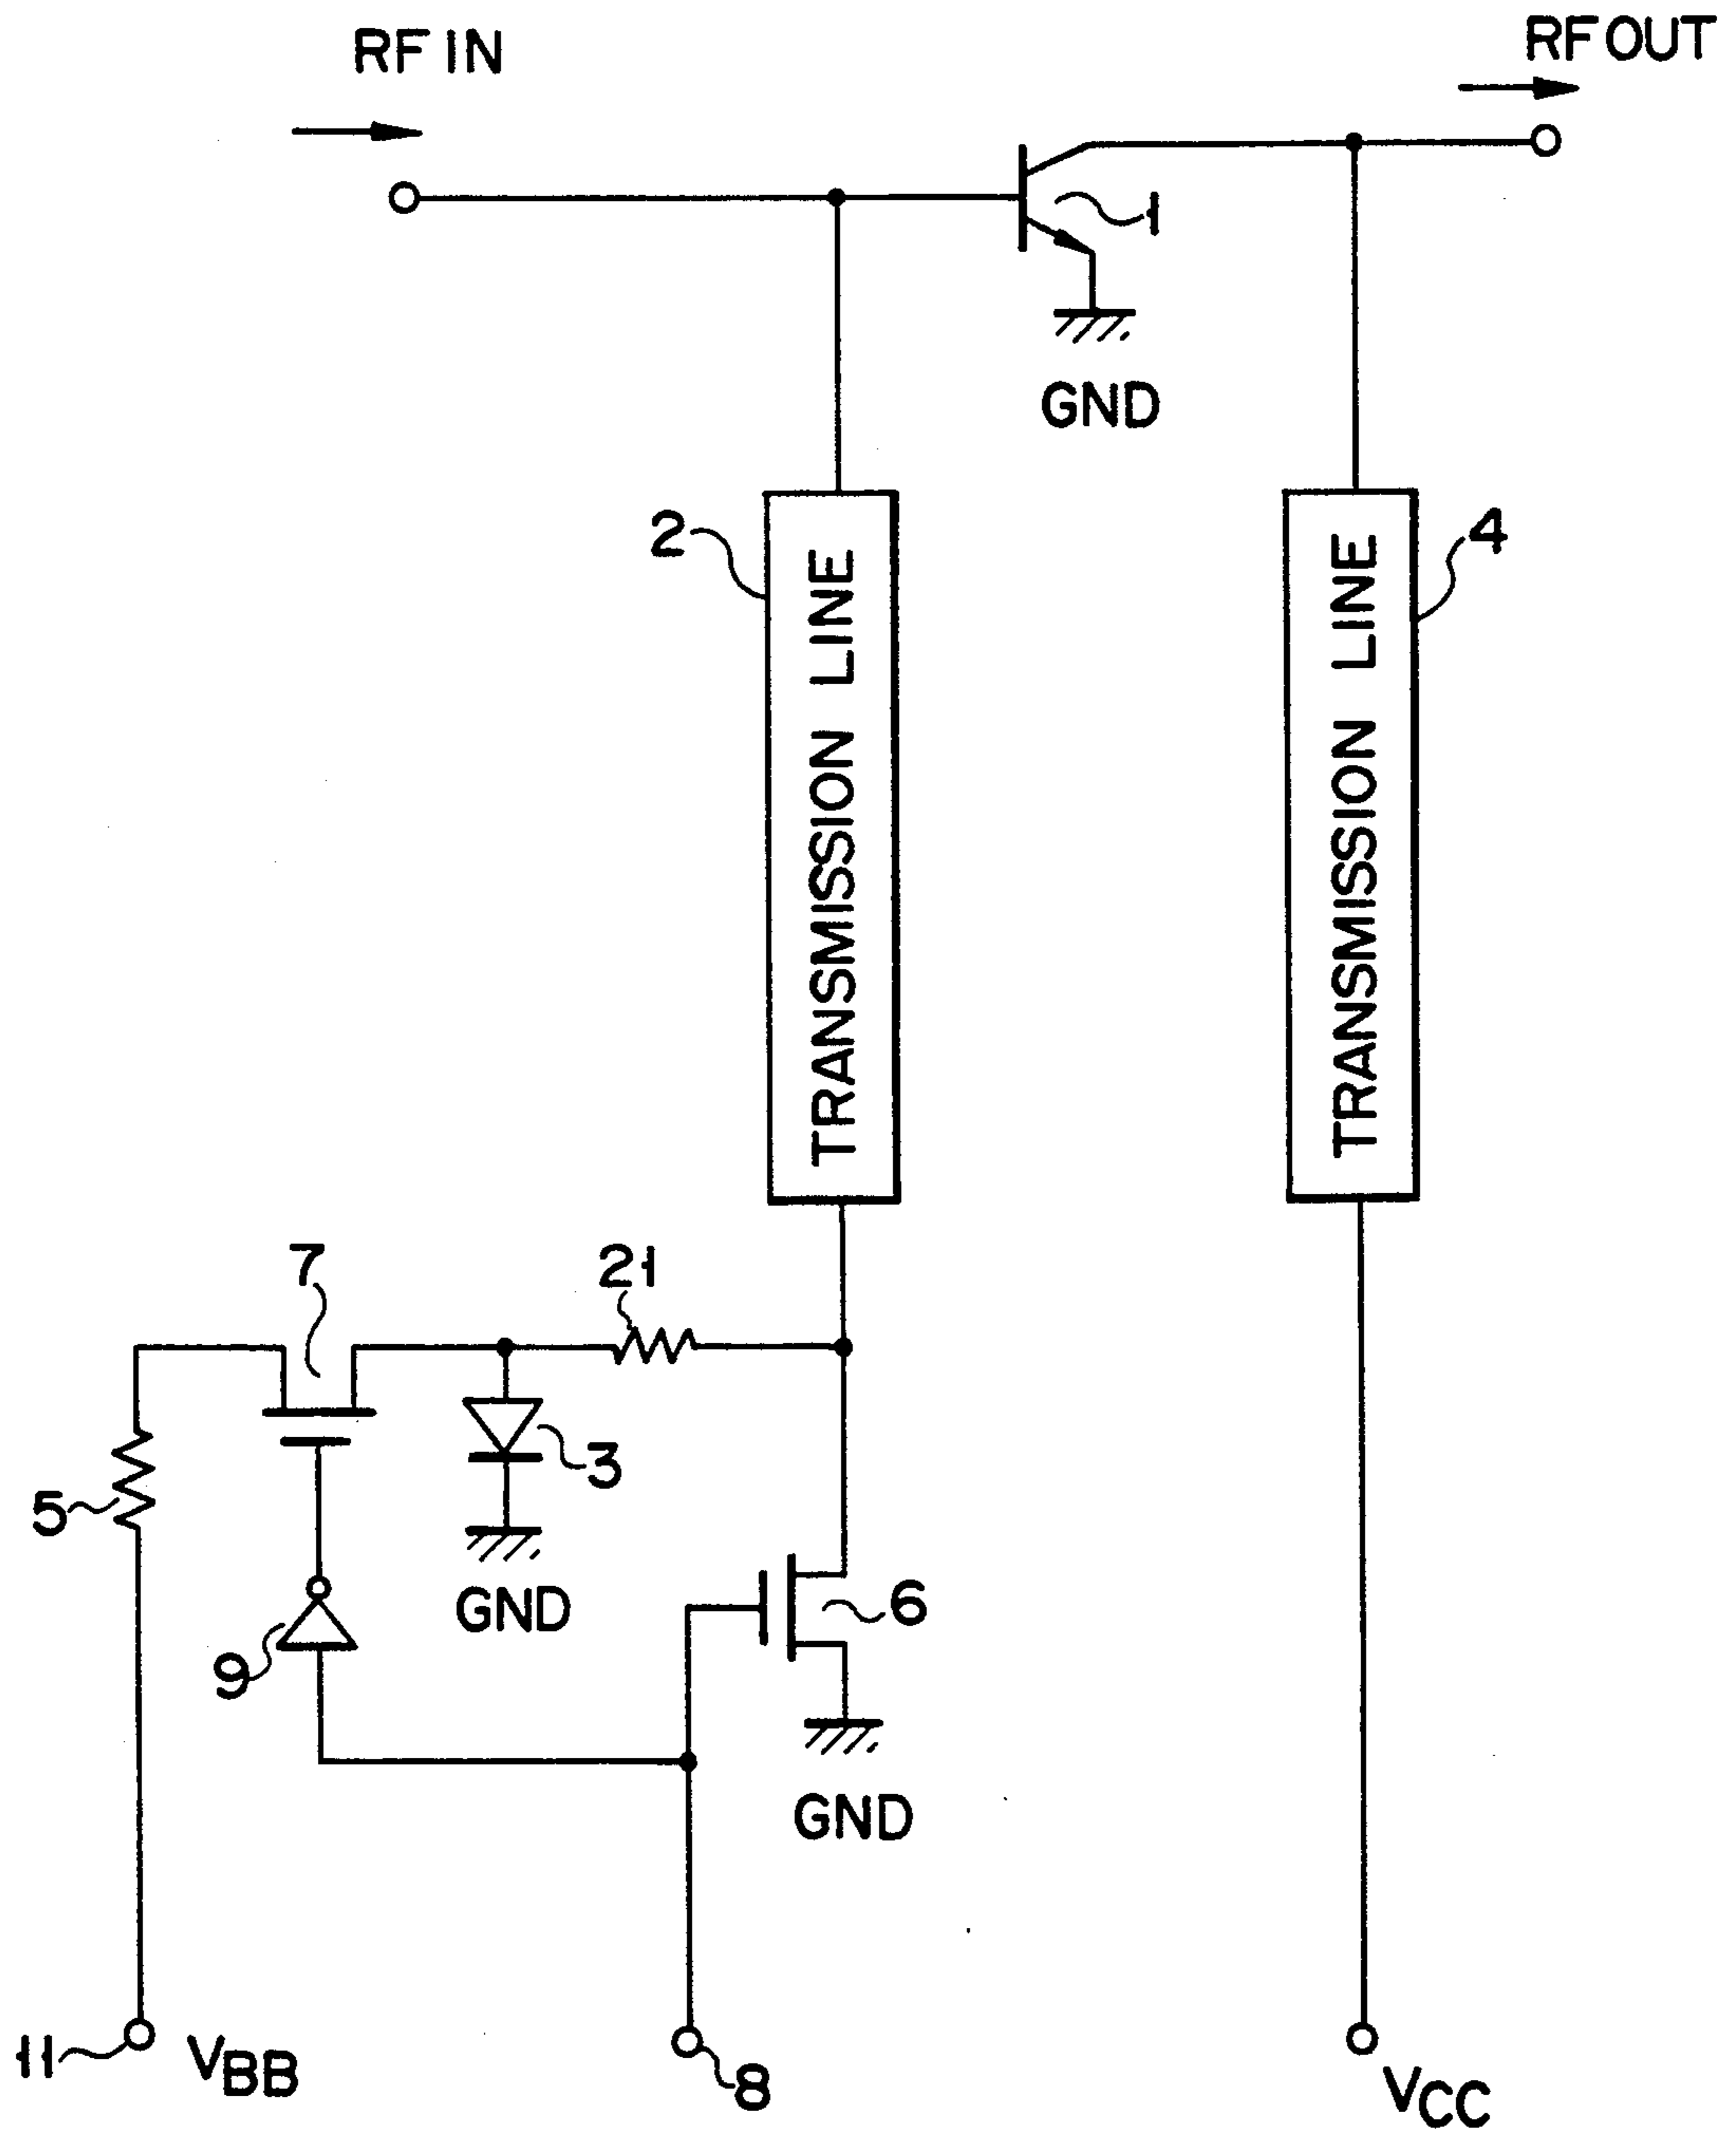 RF IN
RF OUT
1
GND
2
TRANSMISSION LINE
4
TRANSMISSION LINE
7
21
5
3
GND
6
9
GND
11
VBB
8
VCC